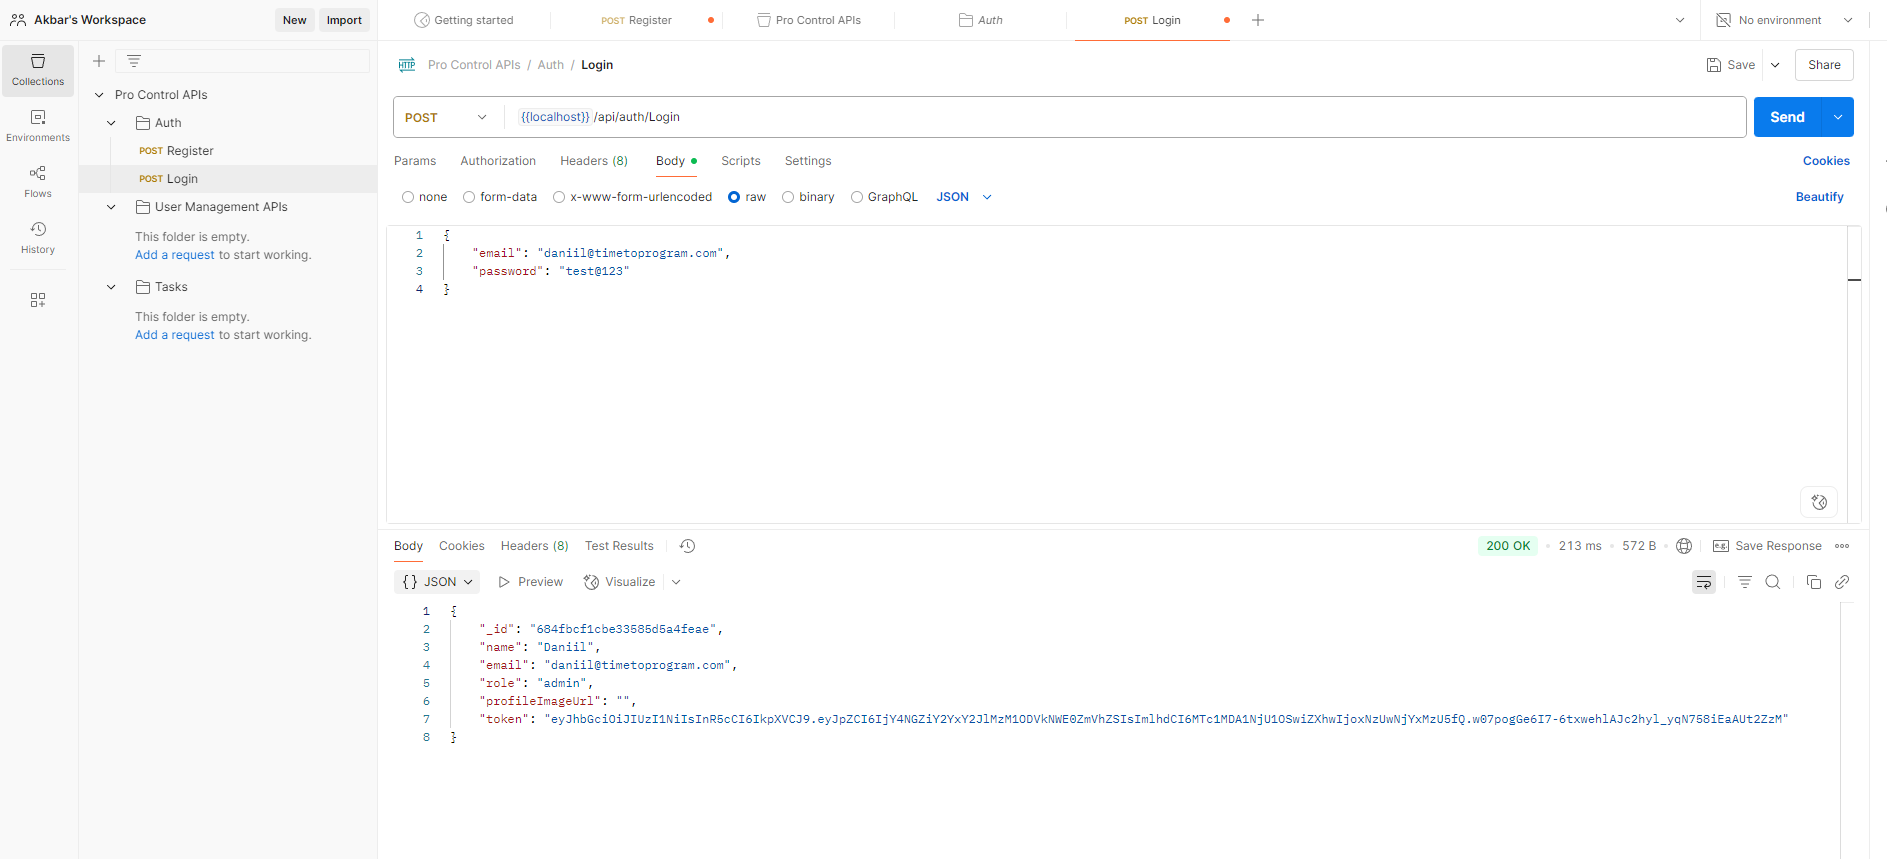 Akbar's Workspace
New
Import
Getting started
POST Register
Pro Control APIs
Auth
POST Login
No environment
Collections
Environments
Flows
History
Pro Control APIs
Auth
POST Register
POST Login
User Management APIs
This folder is empty.
Add a request to start working.
Tasks
This folder is empty.
Add a request to start working.
HTTP Pro Control APIs / Auth / Login
Save
Share
POST
{{localhost}} /api/auth/Login
Send
Params Authorization Headers (8) Body Scripts Settings
Cookies
none form-data x-www-form-urlencoded raw binary GraphQL JSON
Beautify
1 {
2 "email": "daniil@timetoprogram.com",
3 "password": "test@123"
4 }
Body Cookies Headers (8) Test Results
200 OK • 213 ms • 572 B
e.g. Save Response
{} JSON
Preview
Visualize
1 {
2 "_id": "684fbcf1cbe33585d5a4feae",
3 "name": "Daniil",
4 "email": "daniil@timetoprogram.com",
5 "role": "admin",
6 "profileImageUrl": "",
7 "token": "eyJhbGciOiJIUzI1NiIsInR5cCI6IkpXVCJ9.eyJpZCI6IjY4NGZiY2YxY2JlMzM1ODVkNWE0ZmVhZSIsImlhdCI6MTc1MDA1NjU1OSwiZXhwIjoxNzUwNjYxMzU5fQ.w07pogGe6I7-6txwehlAJc2hyl_yqN758iEaAUt2ZzM"
8 }